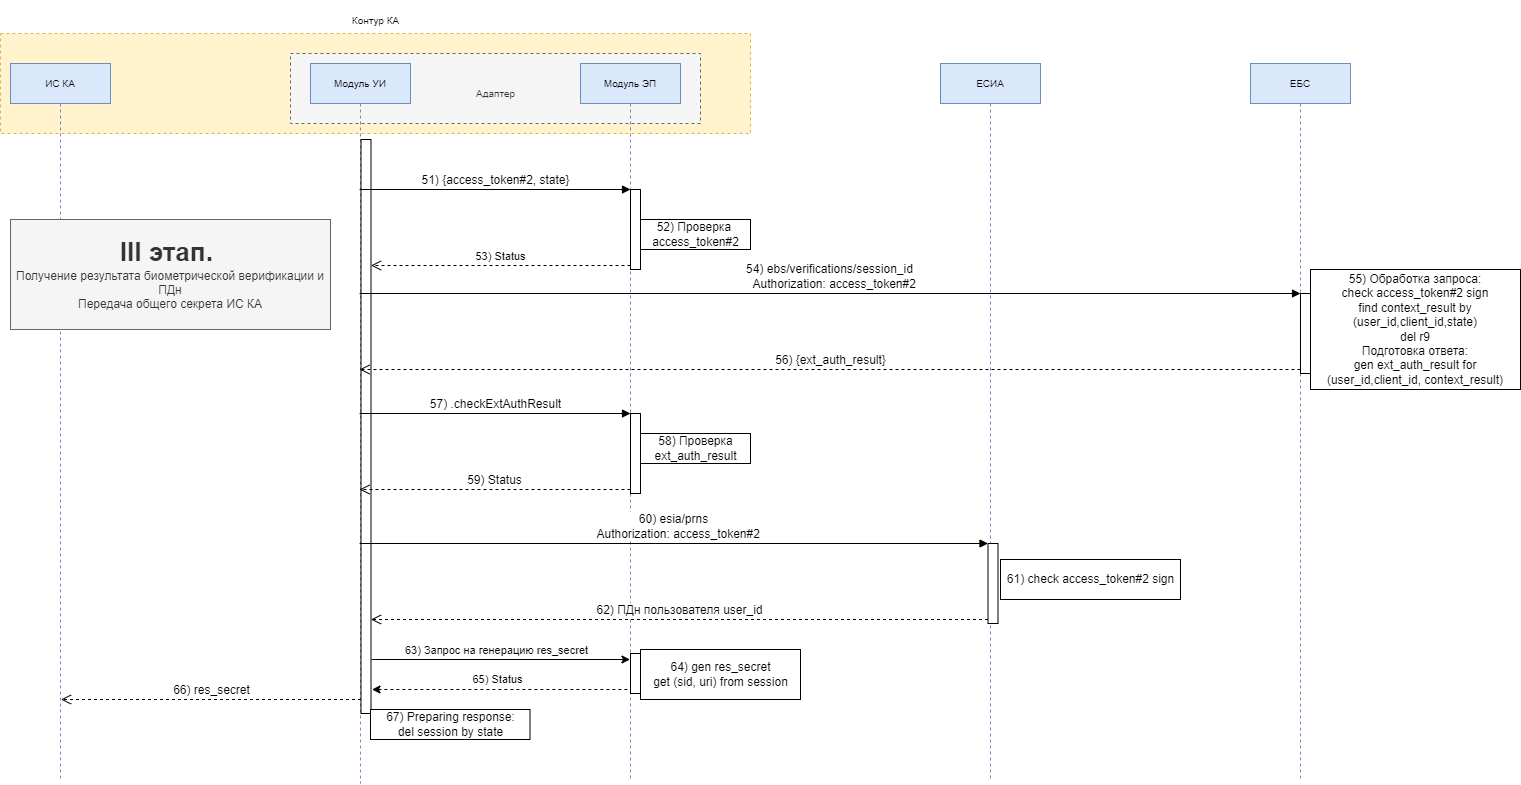 Контур КА
ИС КА
Модуль УИ
Адаптер
Модуль ЭП
ЕСИА
ЕБС
51) {access_token#2, state}
52) Проверка
access_token#2
53) Status
III этап.
Получение результата биометрической верификации и
ПДн
Передача общего секрета ИС КА
54) ebs/verifications/session_id
Authorization: access_token#2
55) Обработка запроса:
check access_token#2 sign
find context_result by
(user_id,client_id,state)
del r9
Подготовка ответа:
gen ext_auth_result for
(user_id,client_id, context_result)
56) {ext_auth_result}
57) .checkExtAuthResult
58) Проверка
ext_auth_result
59) Status
60) esia/prns
Authorization: access_token#2
61) check access_token#2 sign
62) ПДн пользователя user_id
63) Запрос на генерацию res_secret
64) gen res_secret
get (sid, uri) from session
65) Status
66) res_secret
67) Preparing response:
del session by state